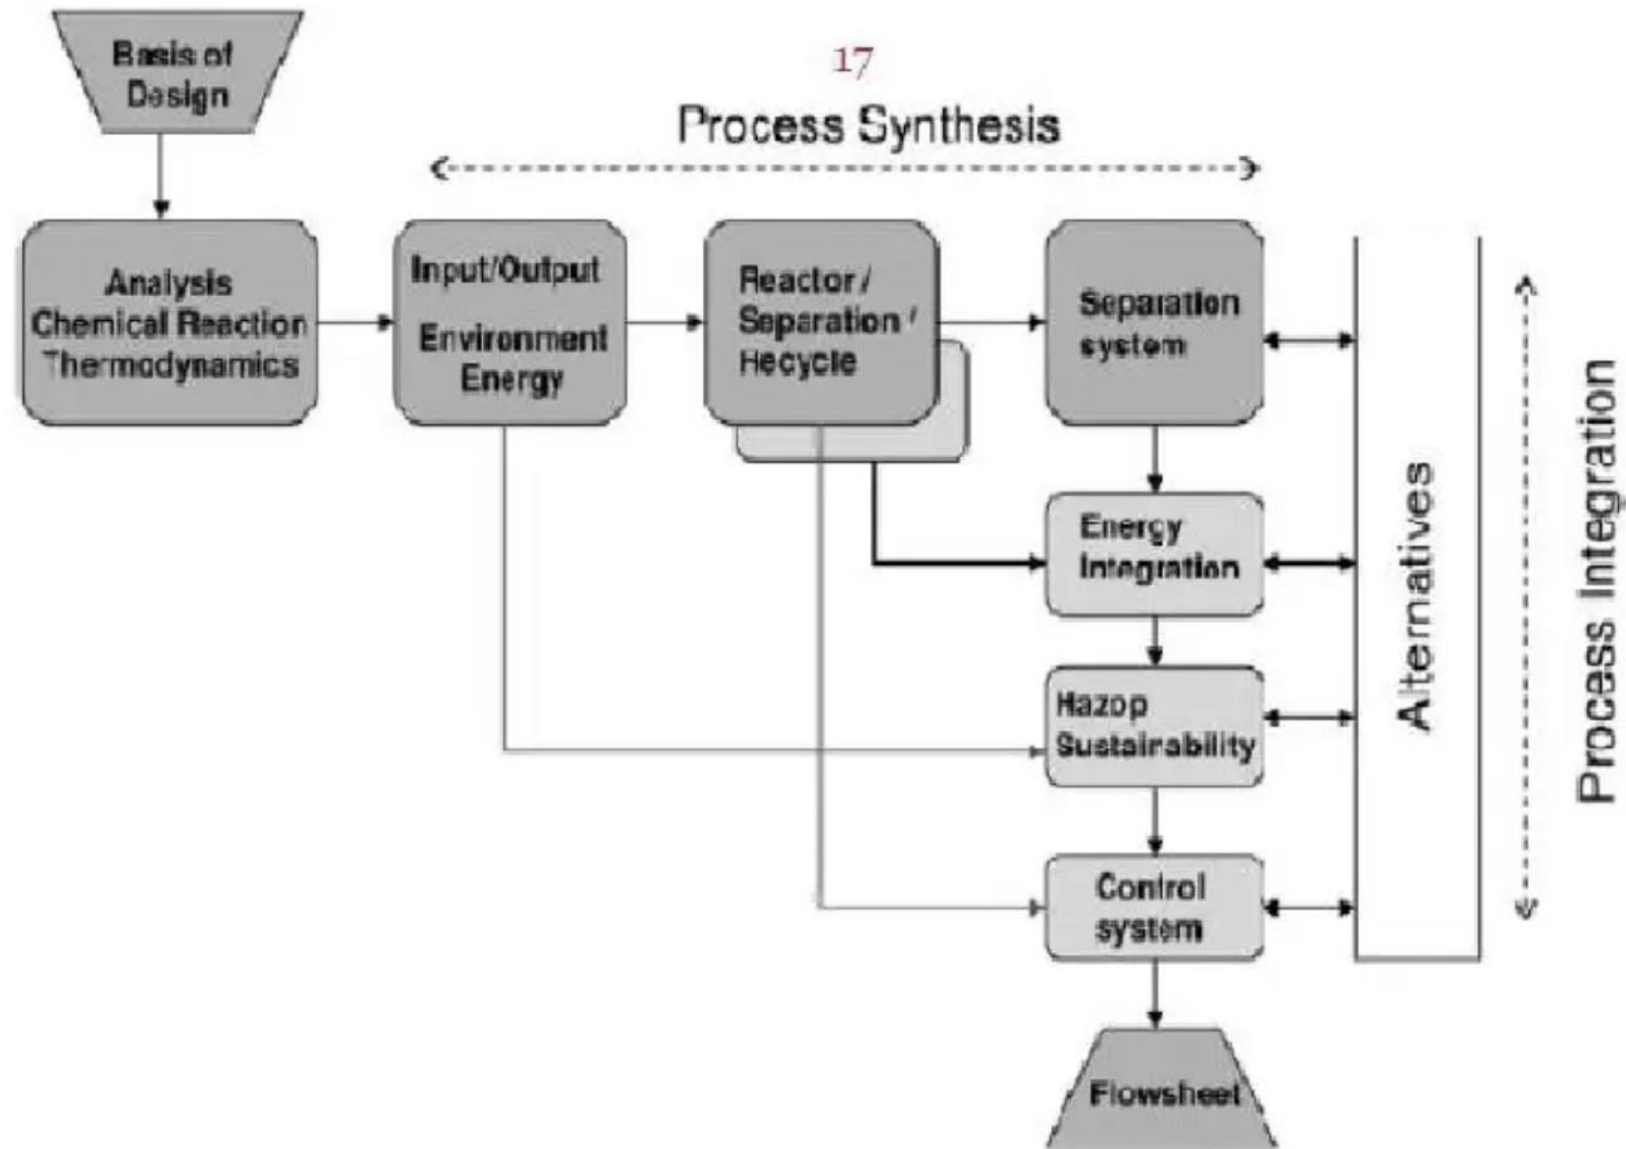 Basis of
Design
17
Process Synthesis
Analysis
Chemical Reaction
Thermodynamics
Input/Output
Environment
Energy
Reactor /
Separation /
Recycle
Separation
system
Energy
Integration
Hazop
Sustainability
Control
system
Flowsheet
Alternatives
Process Integration